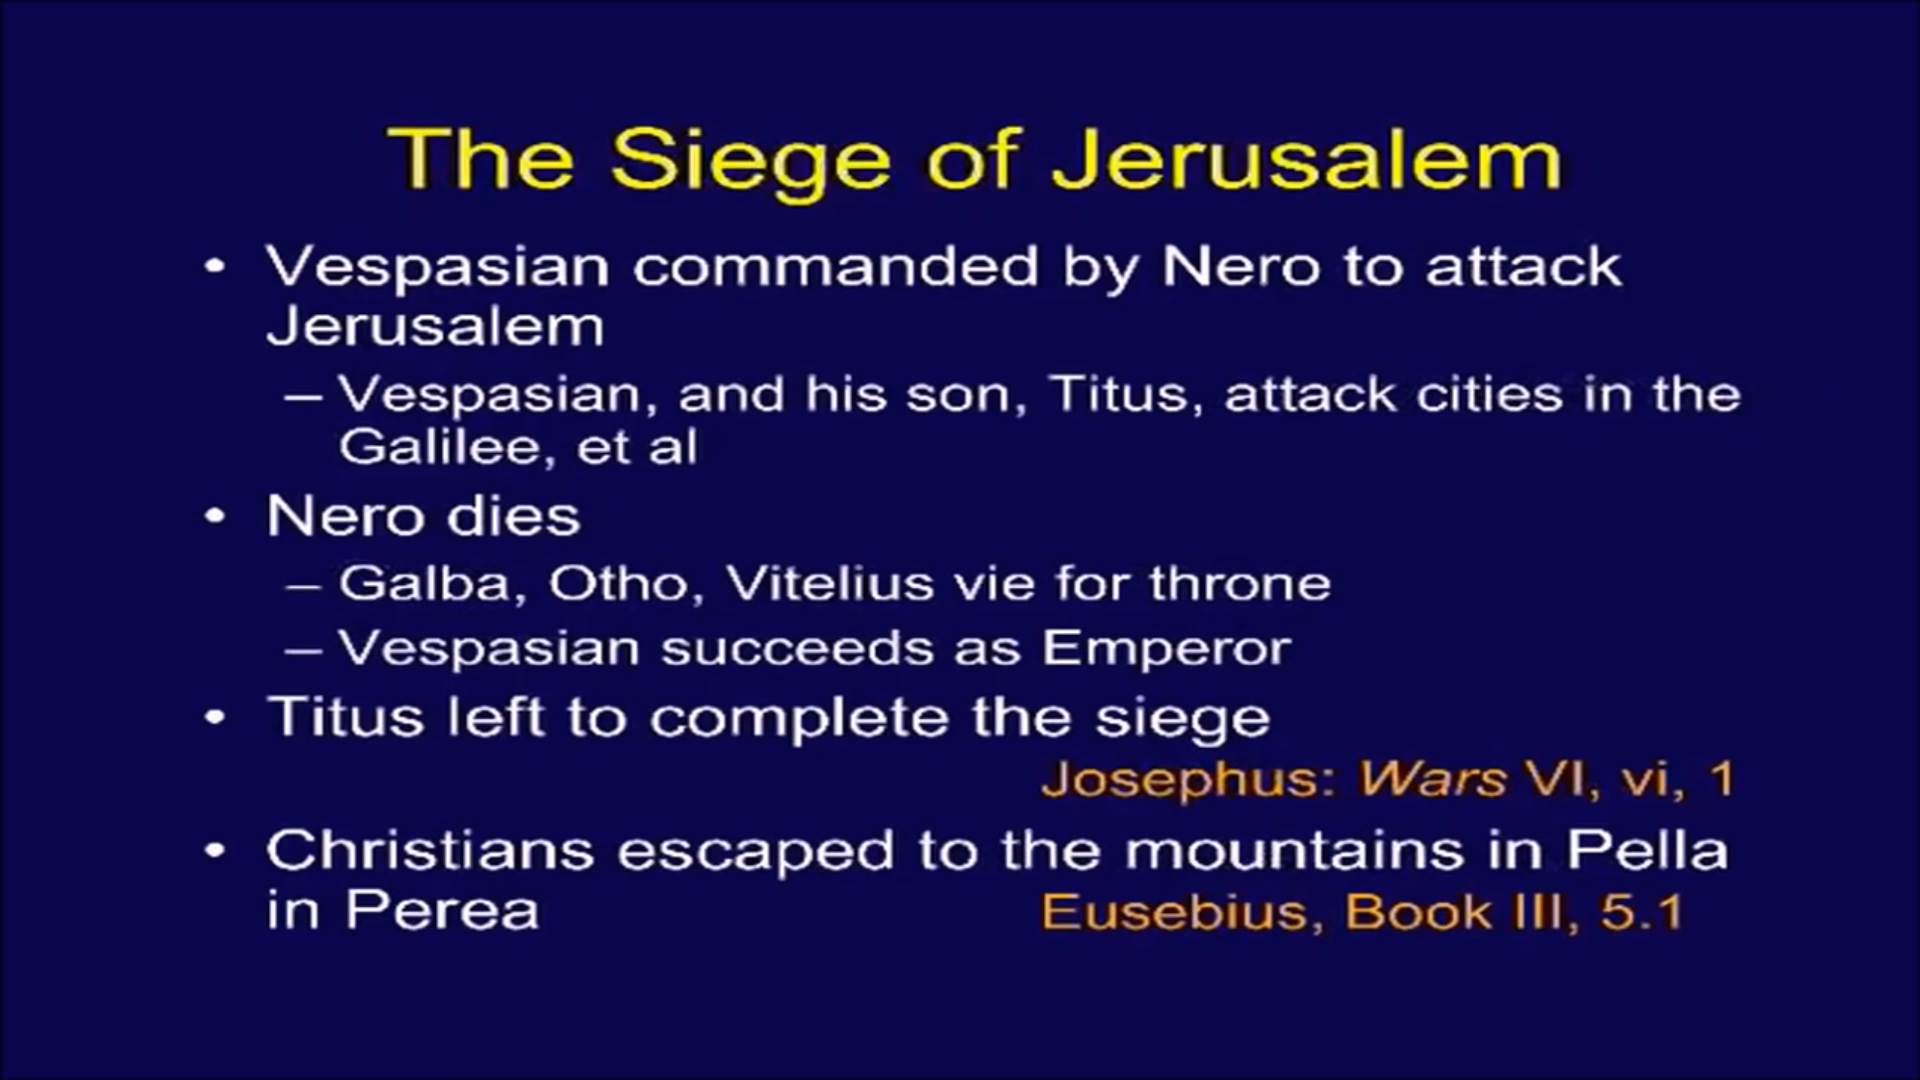 The Siege of Jerusalem
• Vespasian commanded by Nero to attack
Jerusalem
– Vespasian, and his son, Titus, attack cities in the
Galilee, et al
• Nero dies
– Galba, Otho, Vitelius vie for throne
– Vespasian succeeds as Emperor
• Titus left to complete the siege
Josephus: Wars VI, vi, 1
• Christians escaped to the mountains in Pella
in Perea
Eusebius, Book III, 5.1